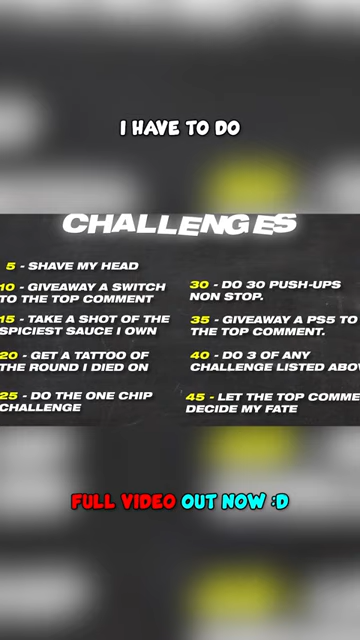 I HAVE TO DO
CHALLENGES
5 - SHAVE MY HEAD
10 - GIVEAWAY A SWITCH
TO THE TOP COMMENT
15 - TAKE A SHOT OF THE
SPICIEST SAUCE I OWN
20 - GET A TATTOO OF
THE ROUND I DIED ON
25 - DO THE ONE CHIP
CHALLENGE
30 - DO 30 PUSH-UPS
NON STOP.
35 - GIVEAWAY A PS5 TO
THE TOP COMMENT.
40 - DO 3 OF ANY
CHALLENGE LISTED ABOV
45 - LET THE TOP COMME
DECIDE MY FATE
FULL VIDEO OUT NOW :D